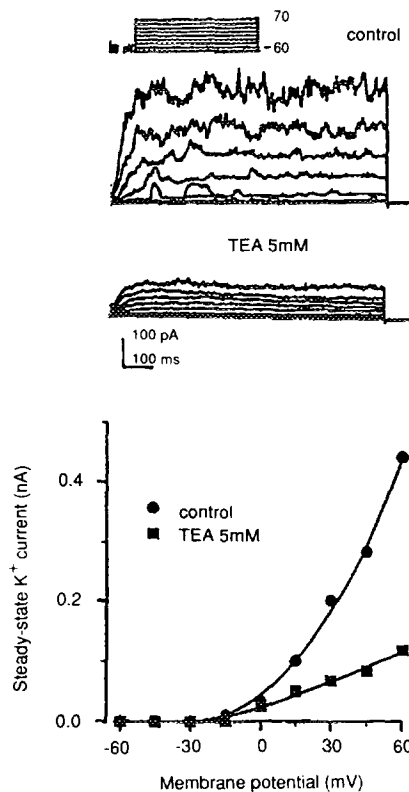 70
-60
control
TEA 5mM
100 pA
100 ms
Steady-state K⁺ current (nA)
0.4
0.2
0.0
control
TEA 5mM
-60
-30
0
30
60
Membrane potential (mV)